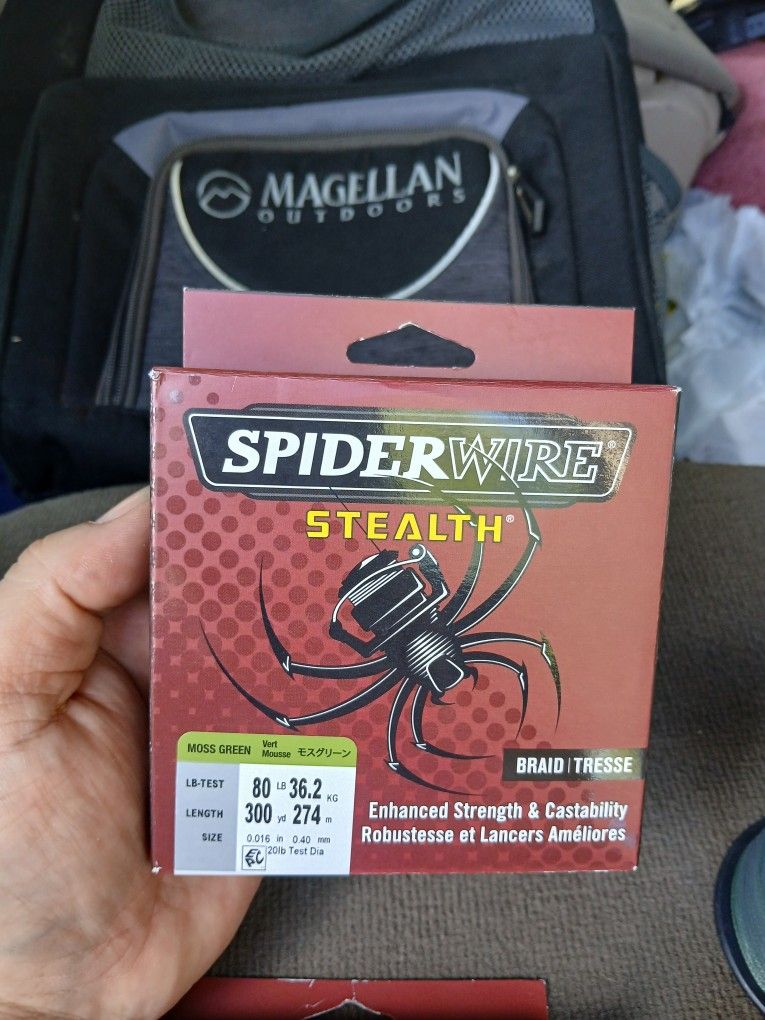 MAGELLAN
OUTDOORS
SPIDERWIRE®
STEALTH®
MOSS GREEN Vert Mousse モスグリーン
BRAID | TRESSE
LB-TEST 80 LB 36.2 KG
LENGTH 300 yd 274 m
SIZE 0.016 in 0.40 mm
20lb Test Dia
Enhanced Strength & Castability
Robustesse et Lancers Améliores